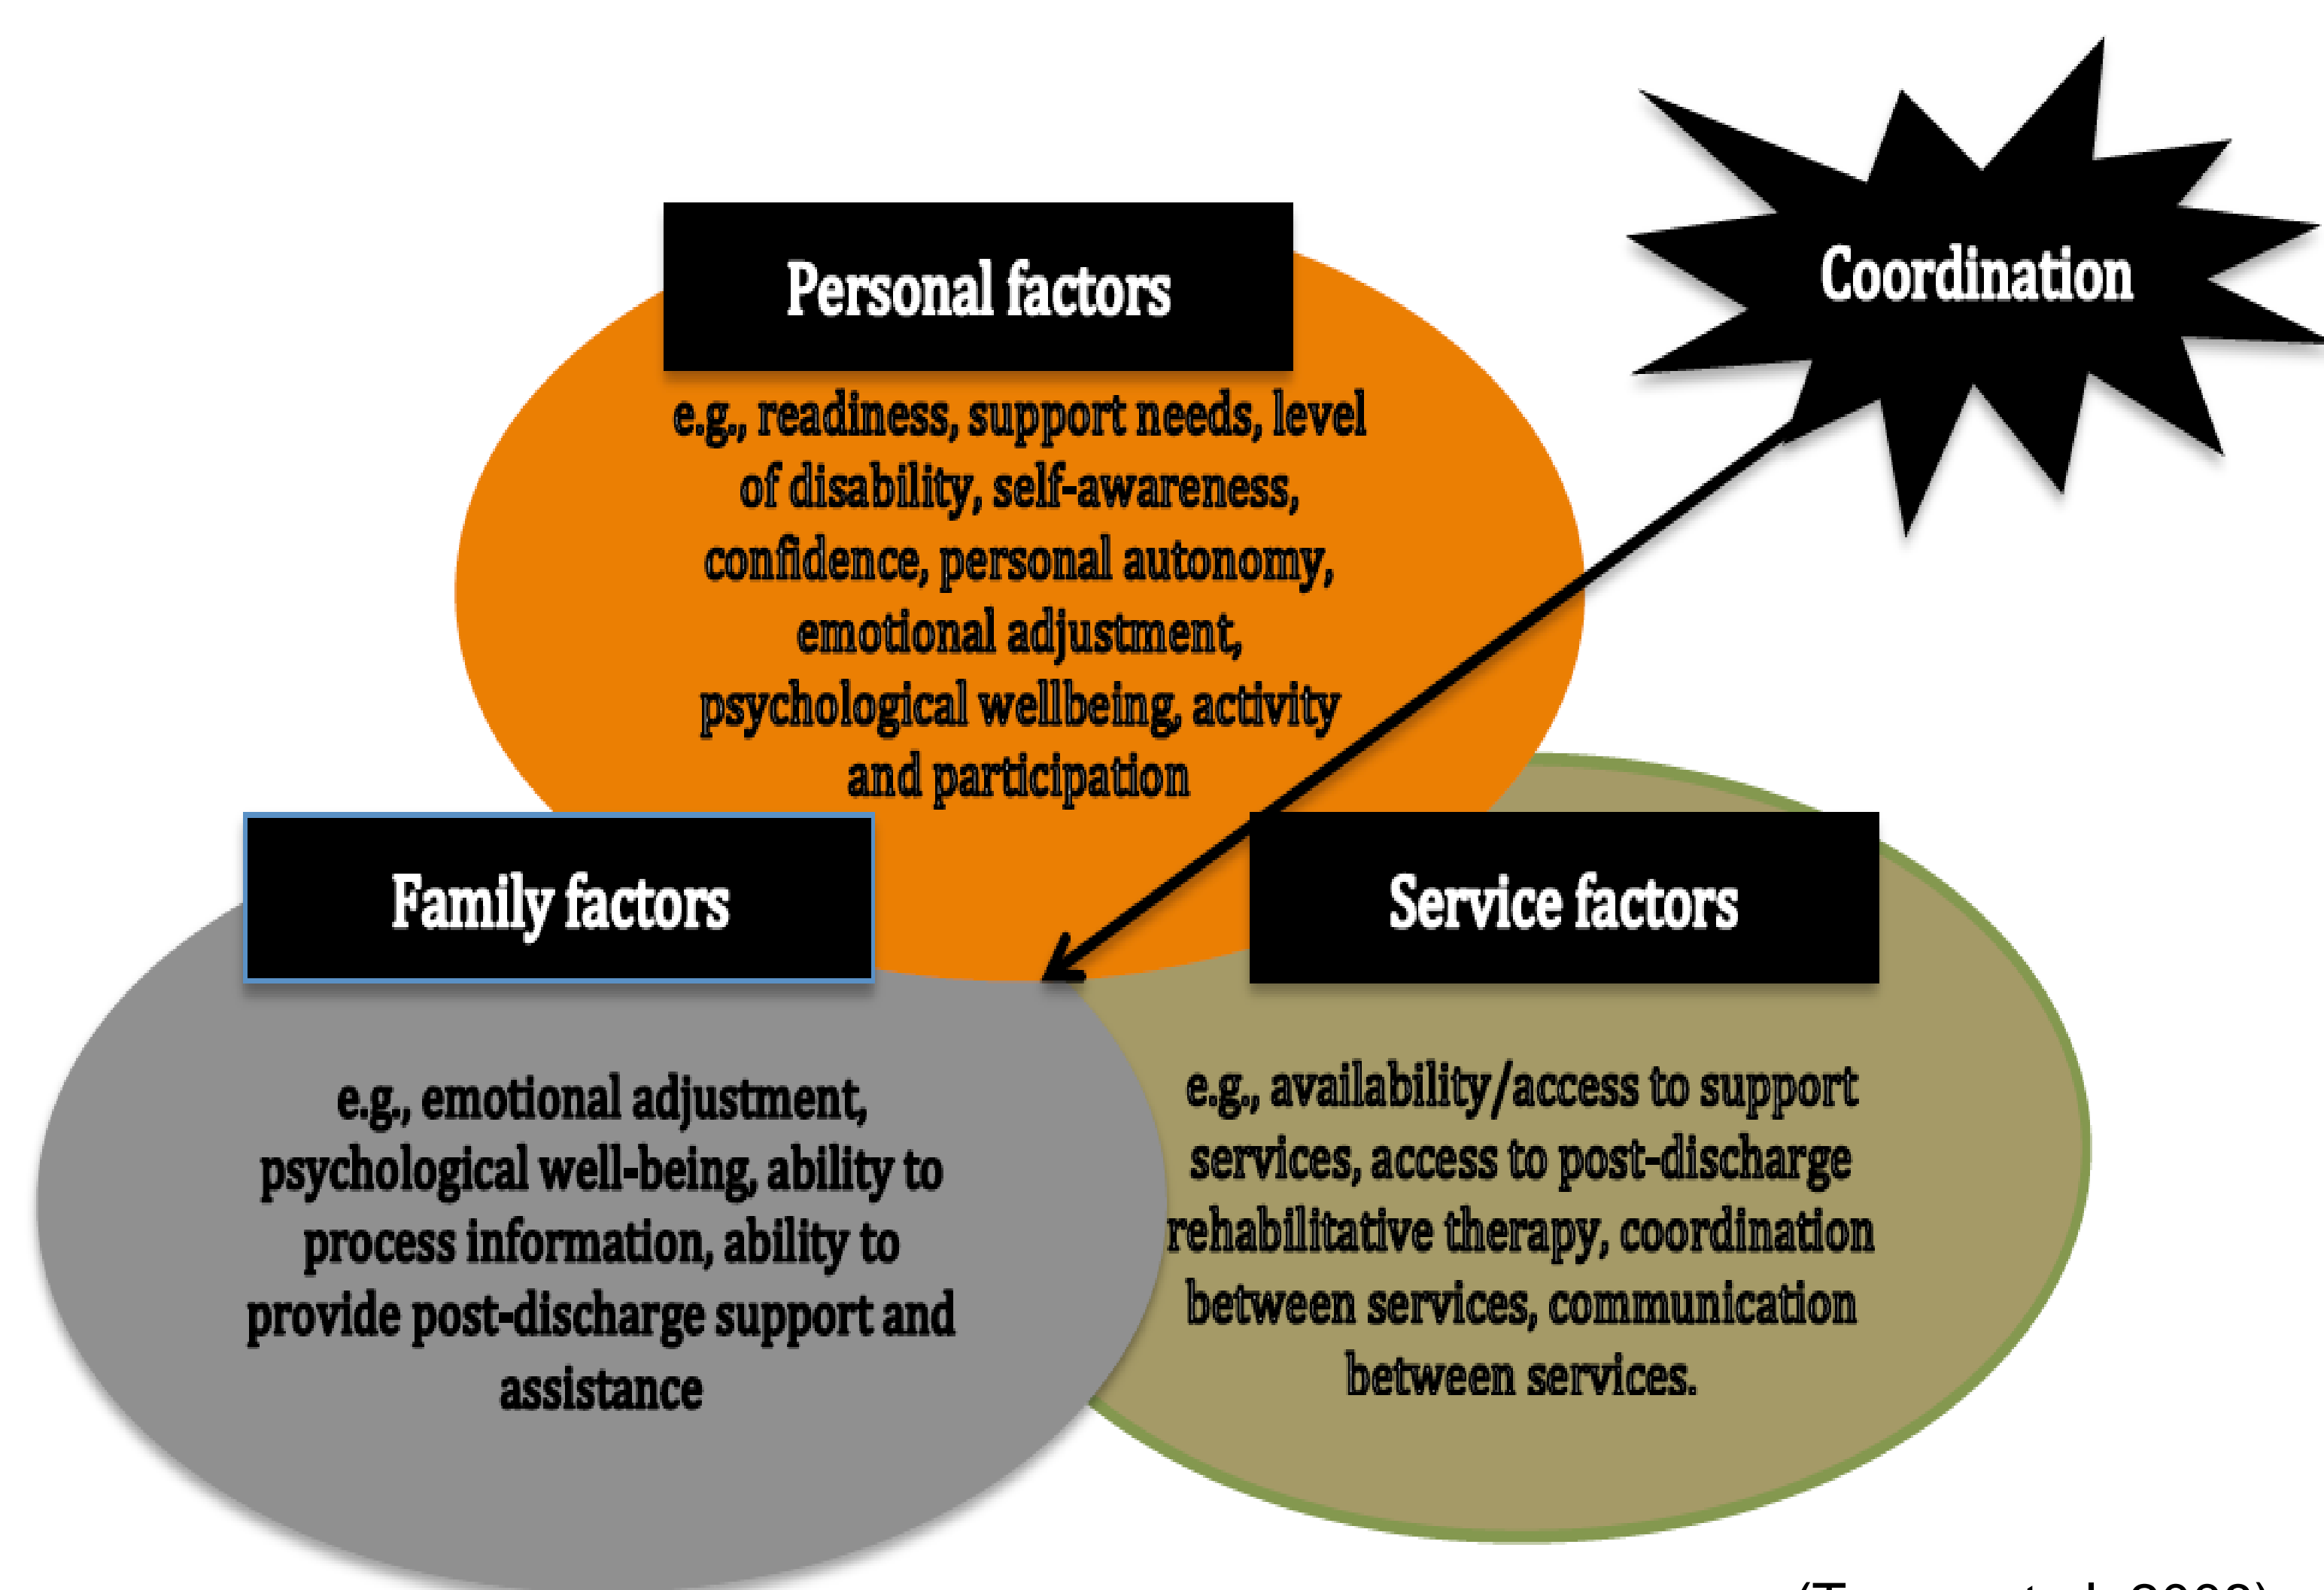 Coordination
Personal factors
e.g., readiness, support needs, level
of disability, self-awareness,
confidence, personal autonomy,
emotional adjustment,
psychological wellbeing, activity
and participation
Family factors
e.g., emotional adjustment,
psychological well-being, ability to
process information, ability to
provide post-discharge support and
assistance
Service factors
e.g., availability/access to support
services, access to post-discharge
rehabilitative therapy, coordination
between services, communication
between services.